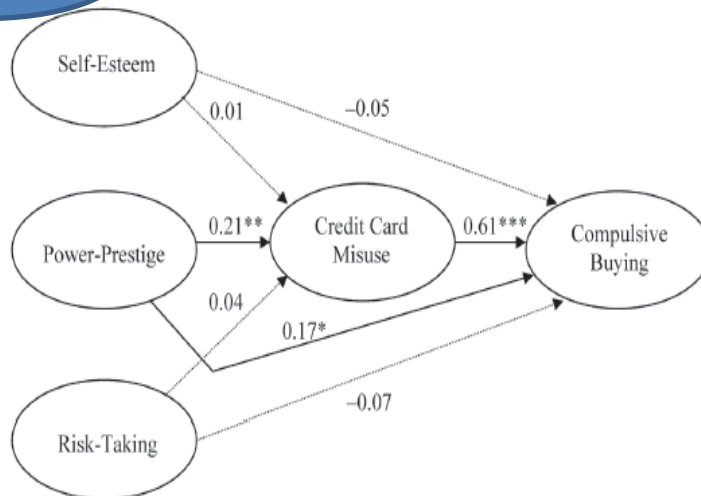 Self-Esteem
0.01
–0.05
Power-Prestige
0.21**
Credit Card
Misuse
0.61***
Compulsive
Buying
0.04
0.17*
–0.07
Risk-Taking